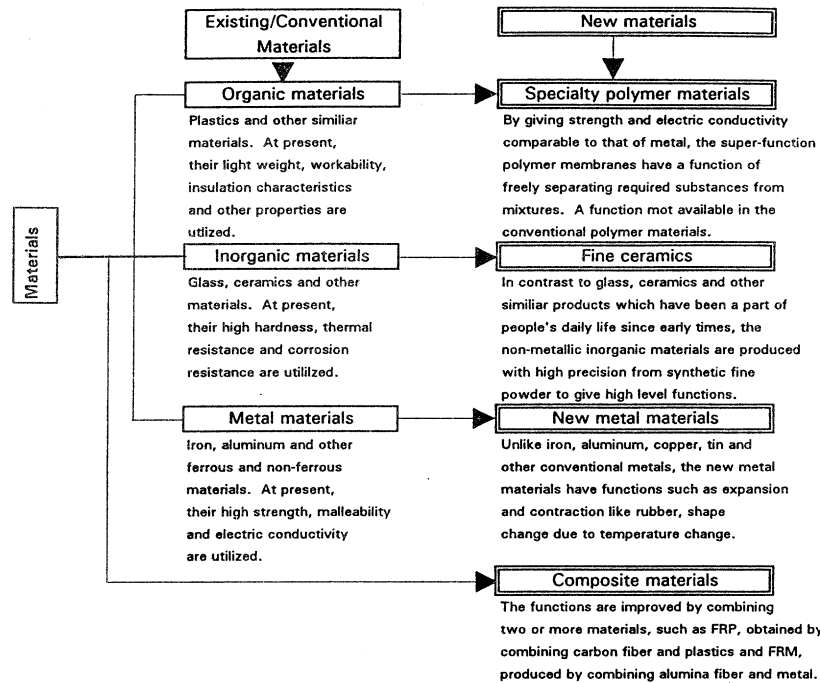 Existing/Conventional
Materials
New materials
Materials
Organic materials
Plastics and other similiar
materials. At present,
their light weight, workability,
insulation characteristics
and other properties are
utlized.
Specialty polymer materials
By giving strength and electric conductivity
comparable to that of metal, the super-function
polymer membranes have a function of
freely separating required substances from
mixtures. A function mot available in the
conventional polymer materials.
Inorganic materials
Glass, ceramics and other
materials. At present,
their high hardness, thermal
resistance and corrosion
resistance are utililzed.
Fine ceramics
In contrast to glass, ceramics and other
similiar products which have been a part of
people's daily life since early times, the
non-metallic inorganic materials are produced
with high precision from synthetic fine
powder to give high level functions.
Metal materials
Iron, aluminum and other
ferrous and non-ferrous
materials. At present,
their high strength, malleability
and electric conductivity
are utilized.
New metal materials
Unlike iron, aluminum, copper, tin and
other conventional metals, the new metal
materials have functions such as expansion
and contraction like rubber, shape
change due to temperature change.
Composite materials
The functions are improved by combining
two or more materials, such as FRP, obtained by
combining carbon fiber and plastics and FRM,
produced by combining alumina fiber and metal.